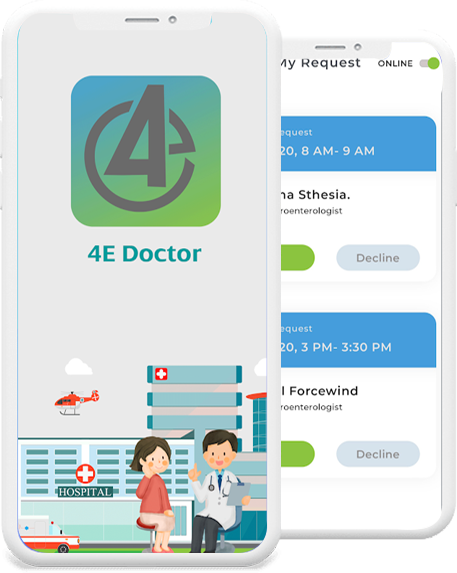 4e
4E Doctor
HOSPITAL
My Request
ONLINE
equest
20, 8 AM- 9 AM
na Sthesia.
roenterologist
Decline
equest
20, 3 PM- 3:30 PM
l Forcewind
roenterologist
Decline